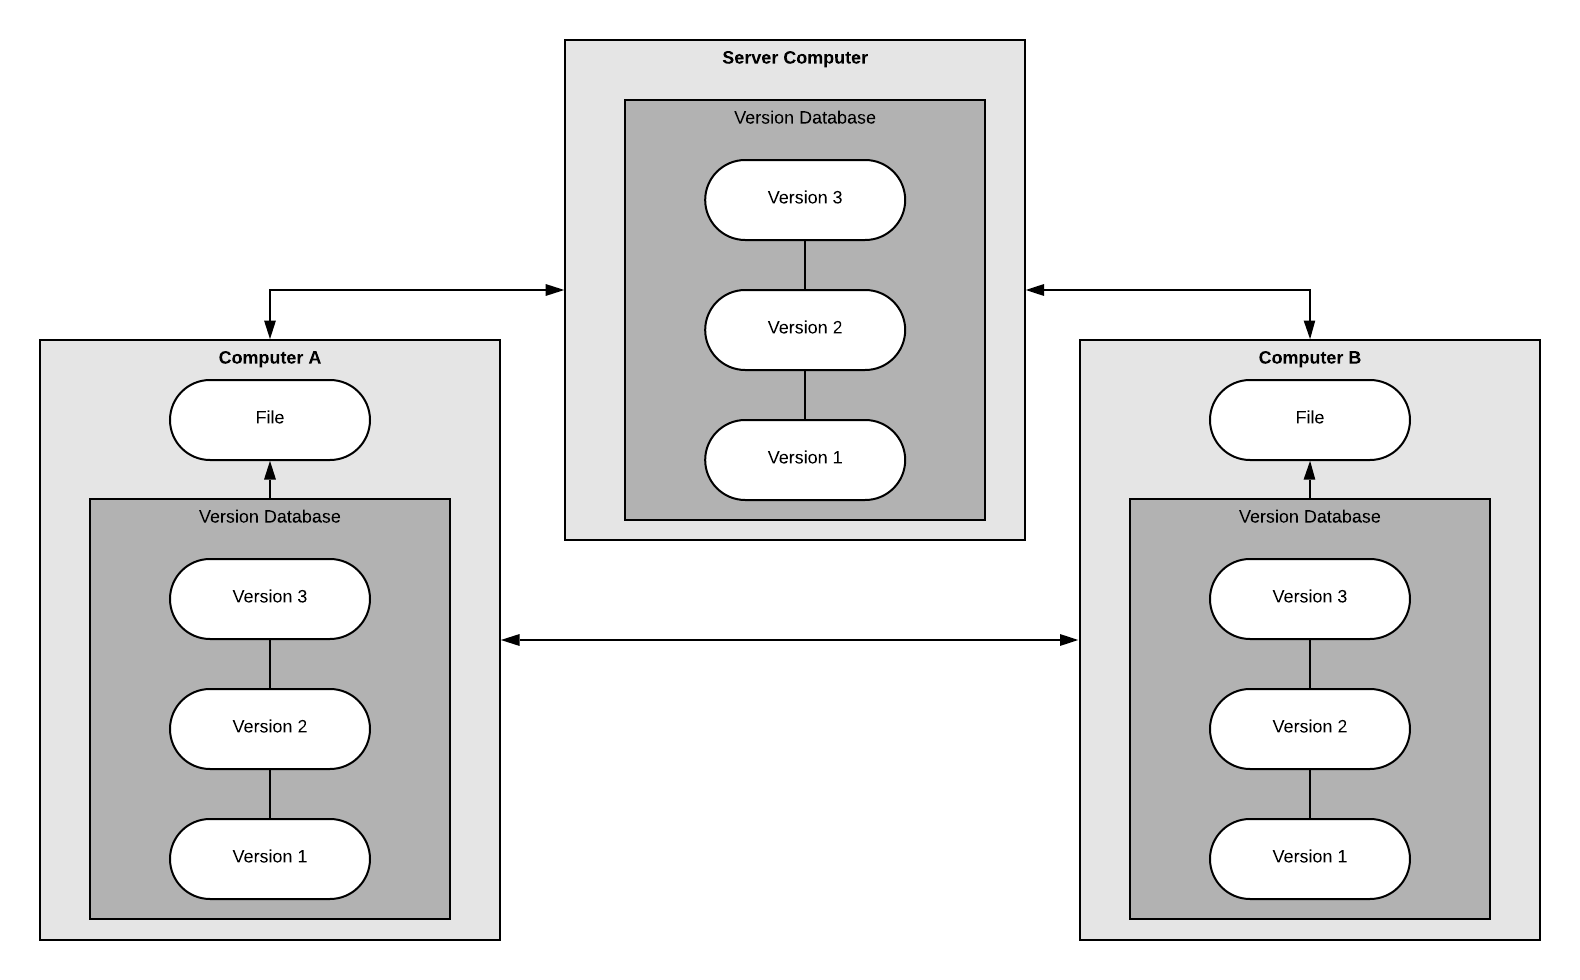 Server Computer
Version Database
Version 3
Version 2
Version 1
Computer A
File
Version Database
Version 3
Version 2
Version 1
Computer B
File
Version Database
Version 3
Version 2
Version 1